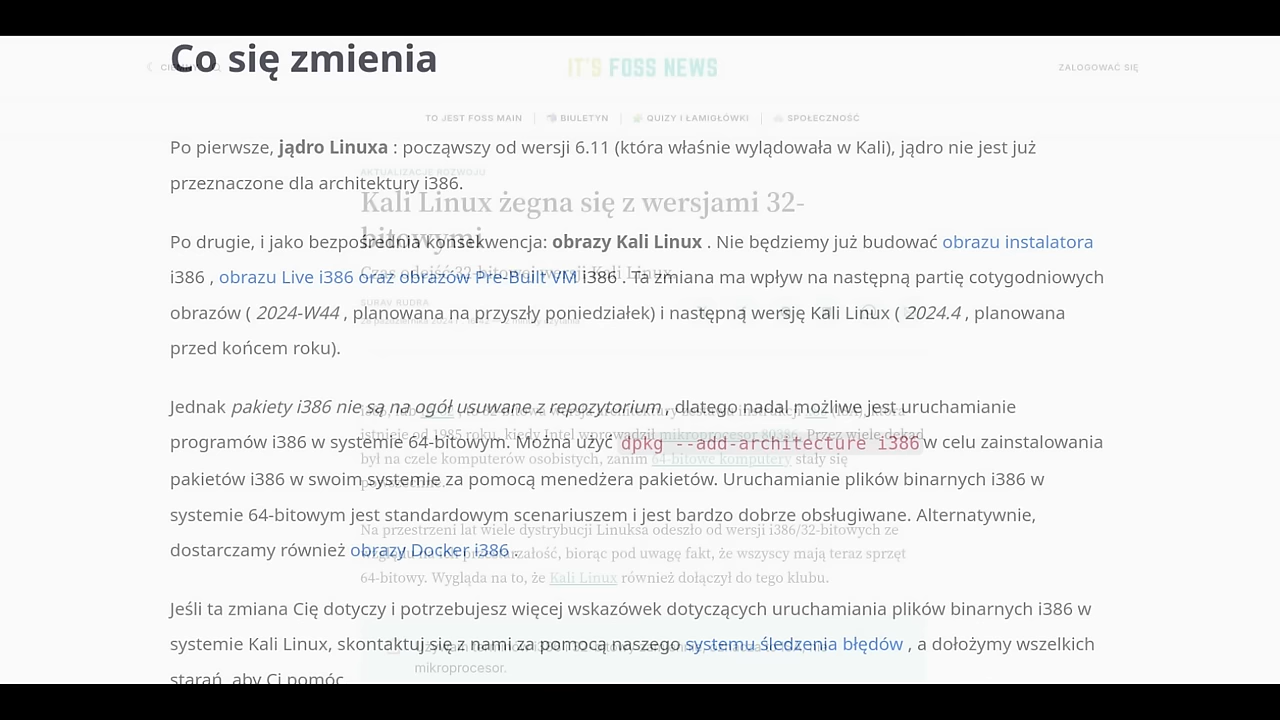 Co się zmienia
IT'S FOSS NEWS
ZALOGOWAĆ SIĘ
TO JEST FOSS MAIN
BIULETYN
QUIZY I ŁAMIGŁÓWKI
SPOŁECZNOŚĆ
Po pierwsze, jądro Linuxa : począwszy od wersji 6.11 (która właśnie wylądowała w Kali), jądro nie jest już
AKTUALIZACJE ROZWOJU
przeznaczone dla architektury i386.
Kali Linux żegna się z wersjami 32-
bitowymi
Po drugie, i jako bezpośrednia konsekwencja: obrazy Kali Linux . Nie będziemy już budować obrazu instalatora
i386 , obrazu Live i386 oraz obrazów Pre-Built VM i386 . Ta zmiana ma wpływ na następną partię cotygodniowych
SURAV RUDRA
obrazów ( 2024-W44 , planowana na przyszły poniedziałek) i następną wersję Kali Linux ( 2024.4 , planowana
przed końcem roku).
Jednak pakiety i386 nie są na ogół usuwane z repozytorium , dlatego nadal możliwe jest uruchamianie
istnieje od 1985 roku, kiedy Intel wprowadził mikroprocesor 80386. Przez wiele dekad
programów i386 w systemie 64-bitowym. Można użyć dpkg --add-architecture i386 w celu zainstalowania
był na czele komputerów osobistych, zanim 64-bitowe komputery stały się
pakietów i386 w swoim systemie za pomocą menedżera pakietów. Uruchamianie plików binarnych i386 w
systemie 64-bitowym jest standardowym scenariuszem i jest bardzo dobrze obsługiwane. Alternatywnie,
Na przestrzeni lat wiele dystrybucji Linuksa odeszło od wersji i386/32-bitowych ze
dostarczamy również obrazy Docker i386 .
względu na ich przestarzałość, biorąc pod uwagę fakt, że wszyscy mają teraz sprzęt
64-bitowy. Wygląda na to, że Kali Linux również dołączył do tego klubu.
Jeśli ta zmiana Cię dotyczy i potrzebujesz więcej wskazówek dotyczących uruchamiania plików binarnych i386 w
systemie Kali Linux, skontaktuj się z nami za pomocą naszego systemu śledzenia błędów , a dołożymy wszelkich
mikroprocesor.
starań, aby Ci pomóc.